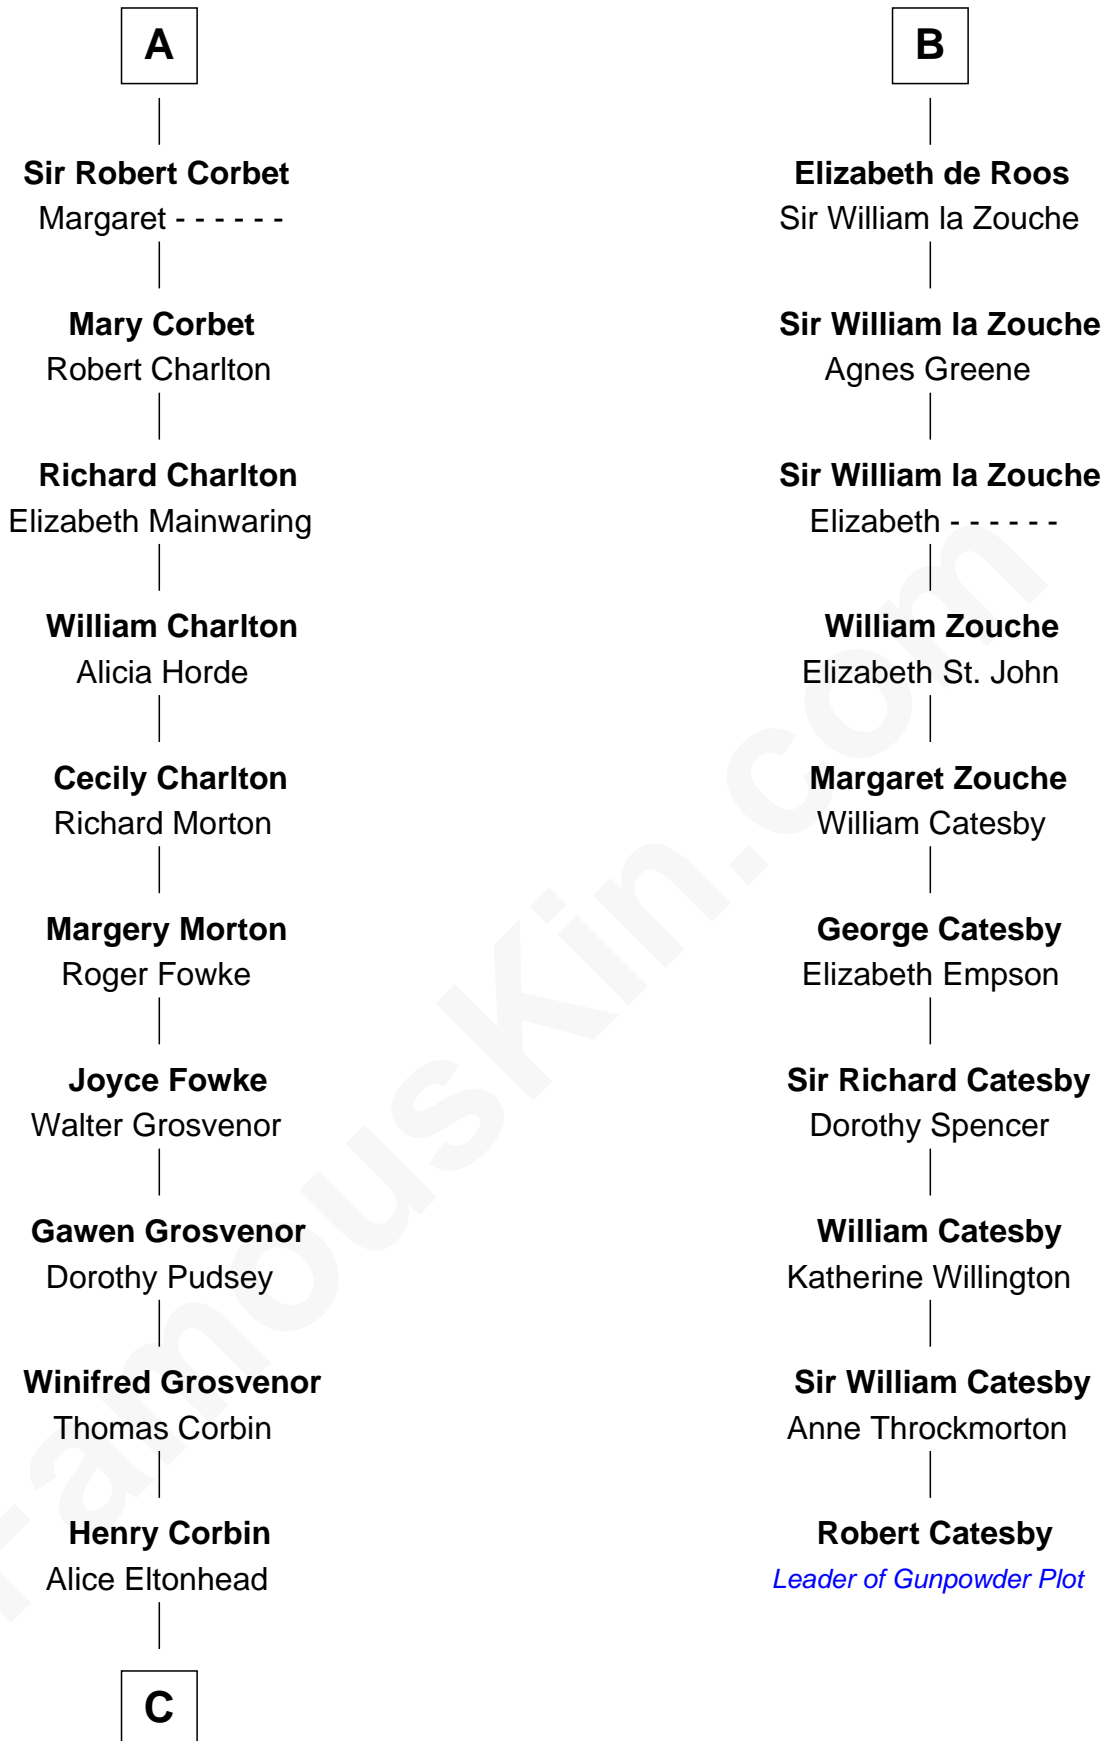 A
Sir Robert Corbet
Margaret - - - - - -
Mary Corbet
Robert Charlton
Richard Charlton
Elizabeth Mainwaring
William Charlton
Alicia Horde
Cecily Charlton
Richard Morton
Margery Morton
Roger Fowke
Joyce Fowke
Walter Grosvenor
Gawen Grosvenor
Dorothy Pudsey
Winifred Grosvenor
Thomas Corbin
Henry Corbin
Alice Eltonhead
C
B
Elizabeth de Roos
Sir William la Zouche
Sir William la Zouche
Agnes Greene
Sir William la Zouche
Elizabeth - - - - - -
William Zouche
Elizabeth St. John
Margaret Zouche
William Catesby
George Catesby
Elizabeth Empson
Sir Richard Catesby
Dorothy Spencer
William Catesby
Katherine Willington
Sir William Catesby
Anne Throckmorton
Robert Catesby
Leader of Gunpowder Plot
FamousKin.com